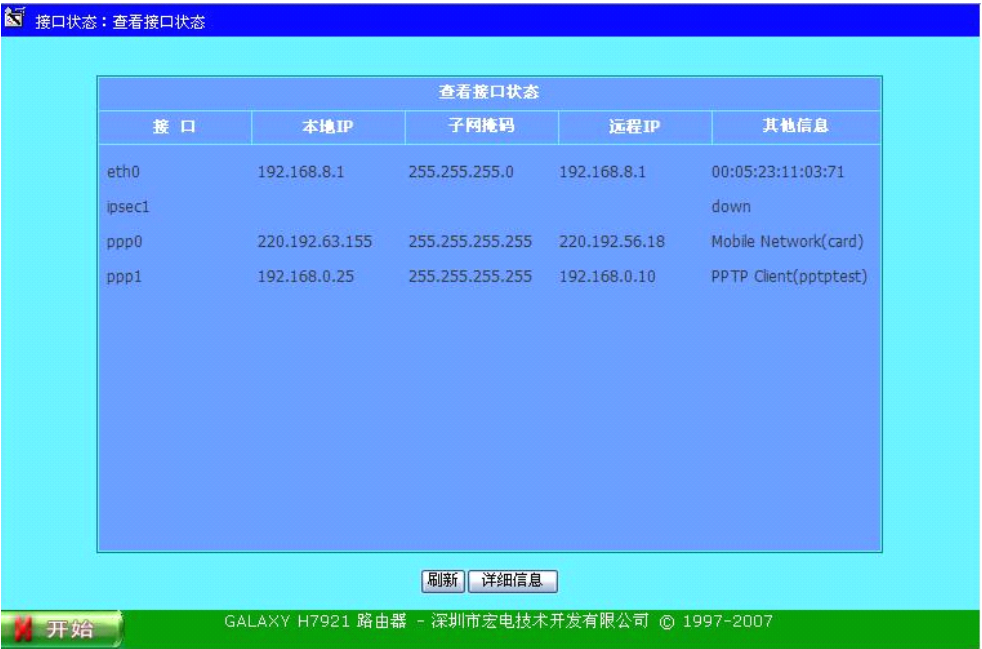 接口状态：查看接口状态
查看接口状态
接 口 本地IP 子网掩码 远程IP 其他信息
eth0 192.168.8.1 255.255.255.0 192.168.8.1 00:05:23:11:03:71
ipsec1 down
ppp0 220.192.63.155 255.255.255.255 220.192.56.18 Mobile Network(card)
ppp1 192.168.0.25 255.255.255.255 192.168.0.10 PPTP Client(pptptest)
刷新 详细信息
开始 GALAXY H7921 路由器 - 深圳市宏电技术开发有限公司 © 1997-2007